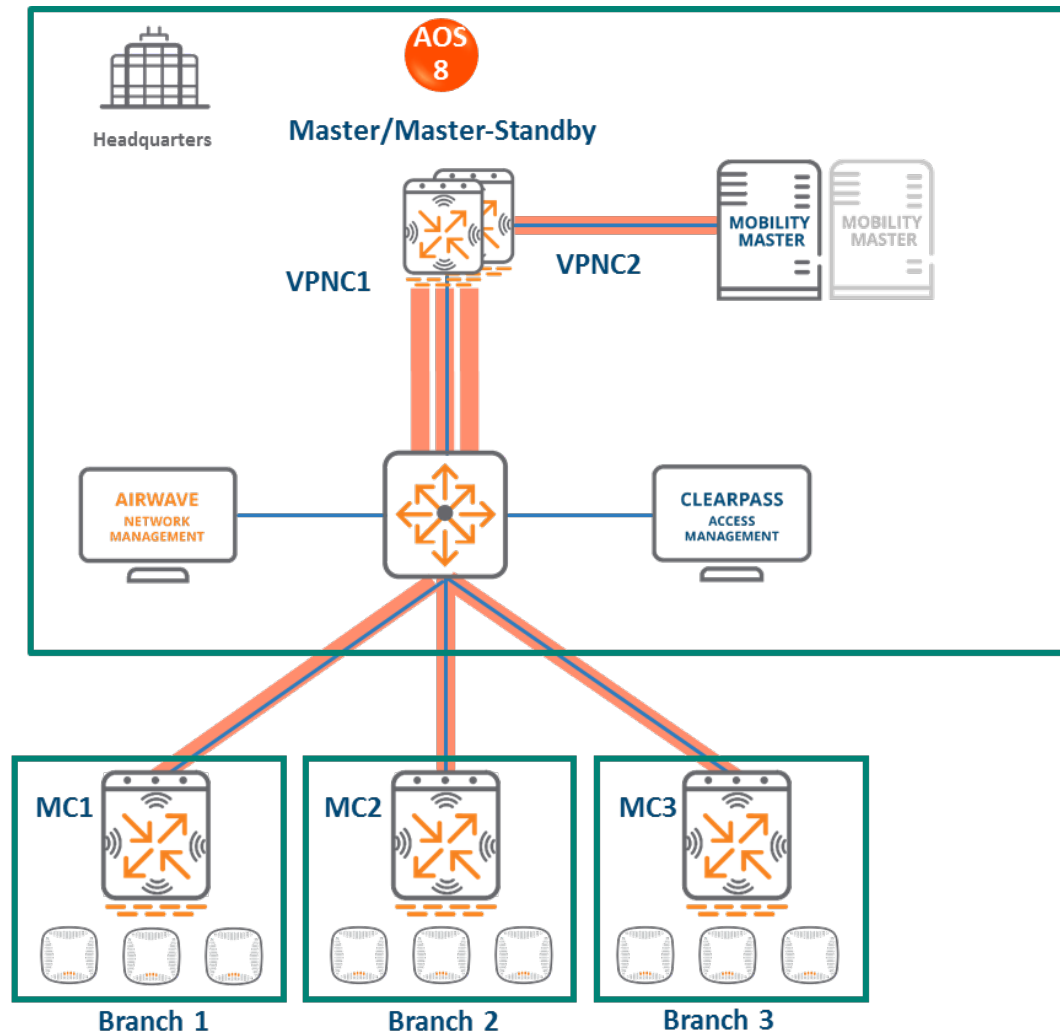 AOS
8
Headquarters
Master/Master-Standby
MOBILITY
MASTER
MOBILITY
MASTER
VPNC1
VPNC2
AIRWAVE
NETWORK
MANAGEMENT
CLEARPASS
ACCESS
MANAGEMENT
MC1
MC2
MC3
Branch 1
Branch 2
Branch 3